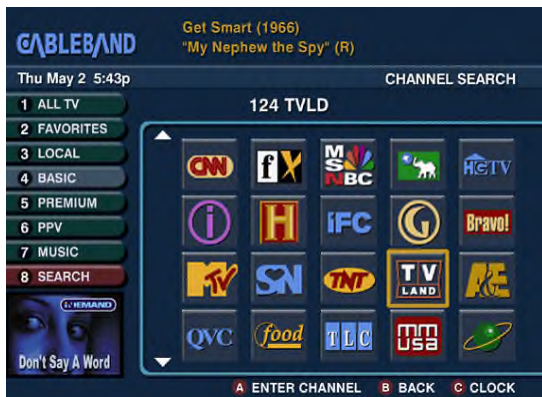 CABLEBAND
Get Smart (1966)
"My Nephew the Spy" (R)
Thu May 2 5:43p
CHANNEL SEARCH
124 TVLD
1 ALL TV
2 FAVORITES
3 LOCAL
4 BASIC
5 PREMIUM
6 PPV
7 MUSIC
8 SEARCH
CNN
fX
MSNBC
HGTV
i
H
IFC
G
Bravo!
MTV
SN
TNT
TV LAND
A&E
QVC
food
TLC
mm usa
DEMAND
Don't Say A Word
A ENTER CHANNEL B BACK C CLOCK